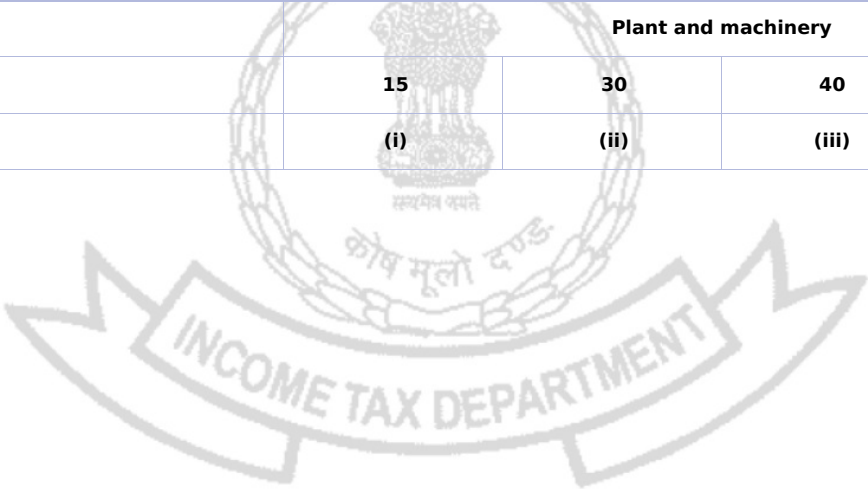 Plant and machinery
15 30 40
(i) (ii) (iii)
सत्यमेव जयते
कोष मूलो दण्डः
INCOME TAX DEPARTMENT